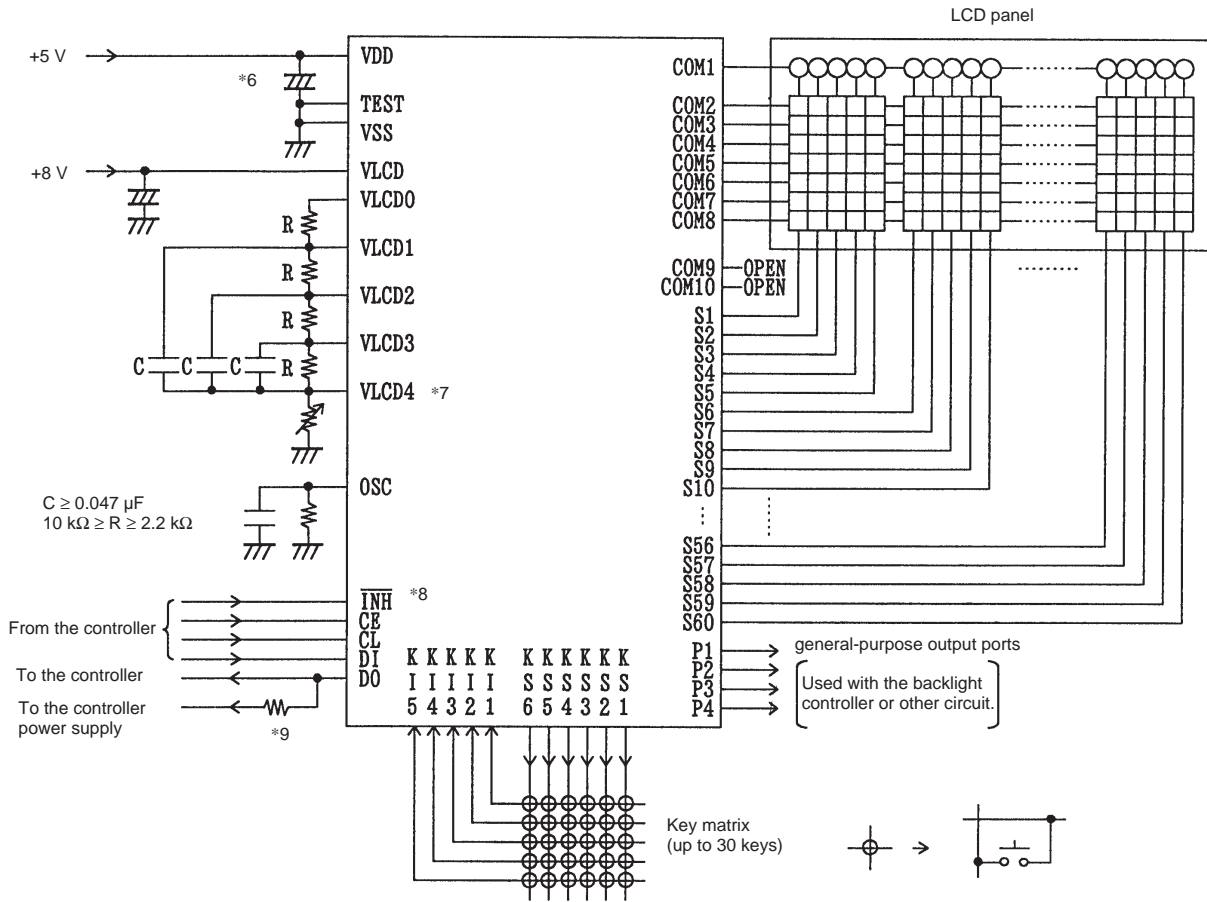 LCD panel
+5 V
*6
VDD
TEST
VSS
+8 V
VLCD
VLCD0
R
VLCD1
R
VLCD2
R
VLCD3
C
C
C
R
VLCD4 *7
OSC
C ≥ 0.047 µF
10 kΩ ≥ R ≥ 2.2 kΩ
From the controller
INH *8
CE
CL
DI
To the controller
DO
To the controller
power supply
*9
COM1
COM2
COM3
COM4
COM5
COM6
COM7
COM8
COM9 OPEN
COM10 OPEN
S1
S2
S3
S4
S5
S6
S7
S8
S9
S10
S56
S57
S58
S59
S60
P1
P2
P3
P4
general-purpose output ports
Used with the backlight
controller or other circuit.
K K K K K K K K K K K
I I I I I S S S S S S
5 4 3 2 1 6 5 4 3 2 1
Key matrix
(up to 30 keys)